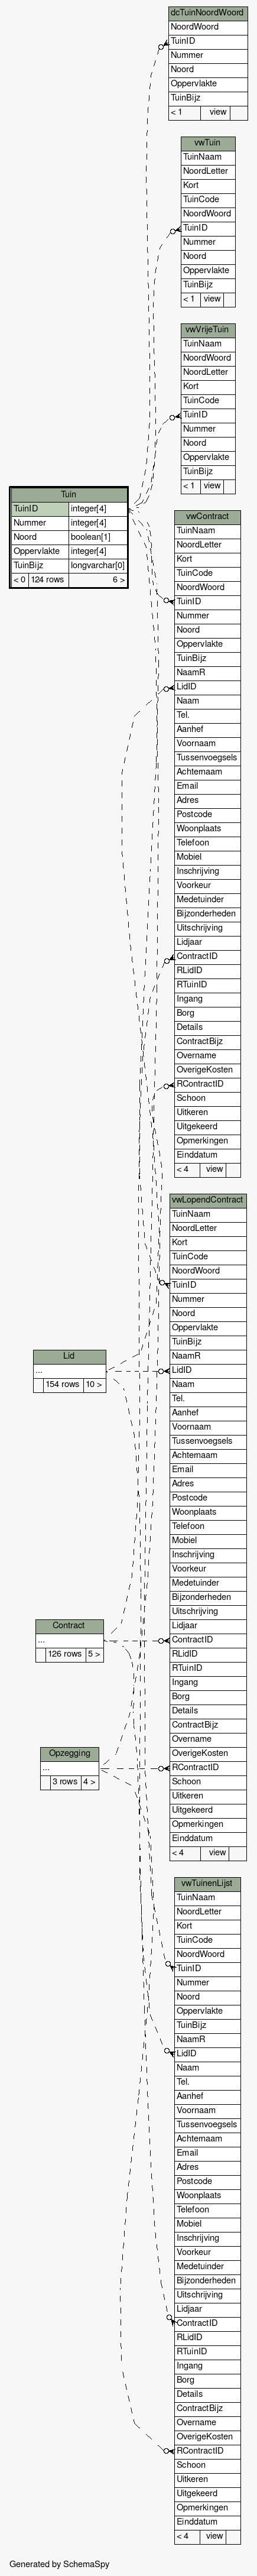 dcTuinNoordWoord
NoordWoord
TuinID
Nummer
Noord
Oppervlakte
TuinBijz
< 1 view
vwTuin
TuinNaam
NoordLetter
Kort
TuinCode
NoordWoord
TuinID
Nummer
Noord
Oppervlakte
TuinBijz
< 1 view
vwVrijeTuin
TuinNaam
NoordWoord
NoordLetter
Kort
TuinCode
TuinID
Nummer
Noord
Oppervlakte
TuinBijz
< 1 view
Tuin
TuinID integer[4]
Nummer integer[4]
Noord boolean[1]
Oppervlakte integer[4]
TuinBijz longvarchar[0]
< 0 124 rows 6 >
vwContract
TuinNaam
NoordLetter
Kort
TuinCode
NoordWoord
TuinID
Nummer
Noord
Oppervlakte
TuinBijz
NaamR
LidID
Naam
Tel.
Aanhef
Voornaam
Tussenvoegsels
Achternaam
Email
Adres
Postcode
Woonplaats
Telefoon
Mobiel
Inschrijving
Voorkeur
Medetuinder
Bijzonderheden
Uitschrijving
Lidjaar
ContractID
RLidID
RTuinID
Ingang
Borg
Details
ContractBijz
Overname
OverigeKosten
RContractID
Schoon
Uitkeren
Uitgekeerd
Opmerkingen
Einddatum
< 4 view
vwLopendContract
TuinNaam
NoordLetter
Kort
TuinCode
NoordWoord
TuinID
Nummer
Noord
Oppervlakte
TuinBijz
NaamR
LidID
Naam
Tel.
Aanhef
Voornaam
Tussenvoegsels
Achternaam
Email
Adres
Postcode
Woonplaats
Telefoon
Mobiel
Inschrijving
Voorkeur
Medetuinder
Bijzonderheden
Uitschrijving
Lidjaar
ContractID
RLidID
RTuinID
Ingang
Borg
Details
ContractBijz
Overname
OverigeKosten
RContractID
Schoon
Uitkeren
Uitgekeerd
Opmerkingen
Einddatum
< 4 view
Lid
...
154 rows 10 >
Contract
...
126 rows 5 >
Opzegging
...
3 rows 4 >
vwTuinenLijst
TuinNaam
NoordLetter
Kort
TuinCode
NoordWoord
TuinID
Nummer
Noord
Oppervlakte
TuinBijz
NaamR
LidID
Naam
Tel.
Aanhef
Voornaam
Tussenvoegsels
Achternaam
Email
Adres
Postcode
Woonplaats
Telefoon
Mobiel
Inschrijving
Voorkeur
Medetuinder
Bijzonderheden
Uitschrijving
Lidjaar
ContractID
RLidID
RTuinID
Ingang
Borg
Details
ContractBijz
Overname
OverigeKosten
RContractID
Schoon
Uitkeren
Uitgekeerd
Opmerkingen
Einddatum
< 4 view
Generated by SchemaSpy